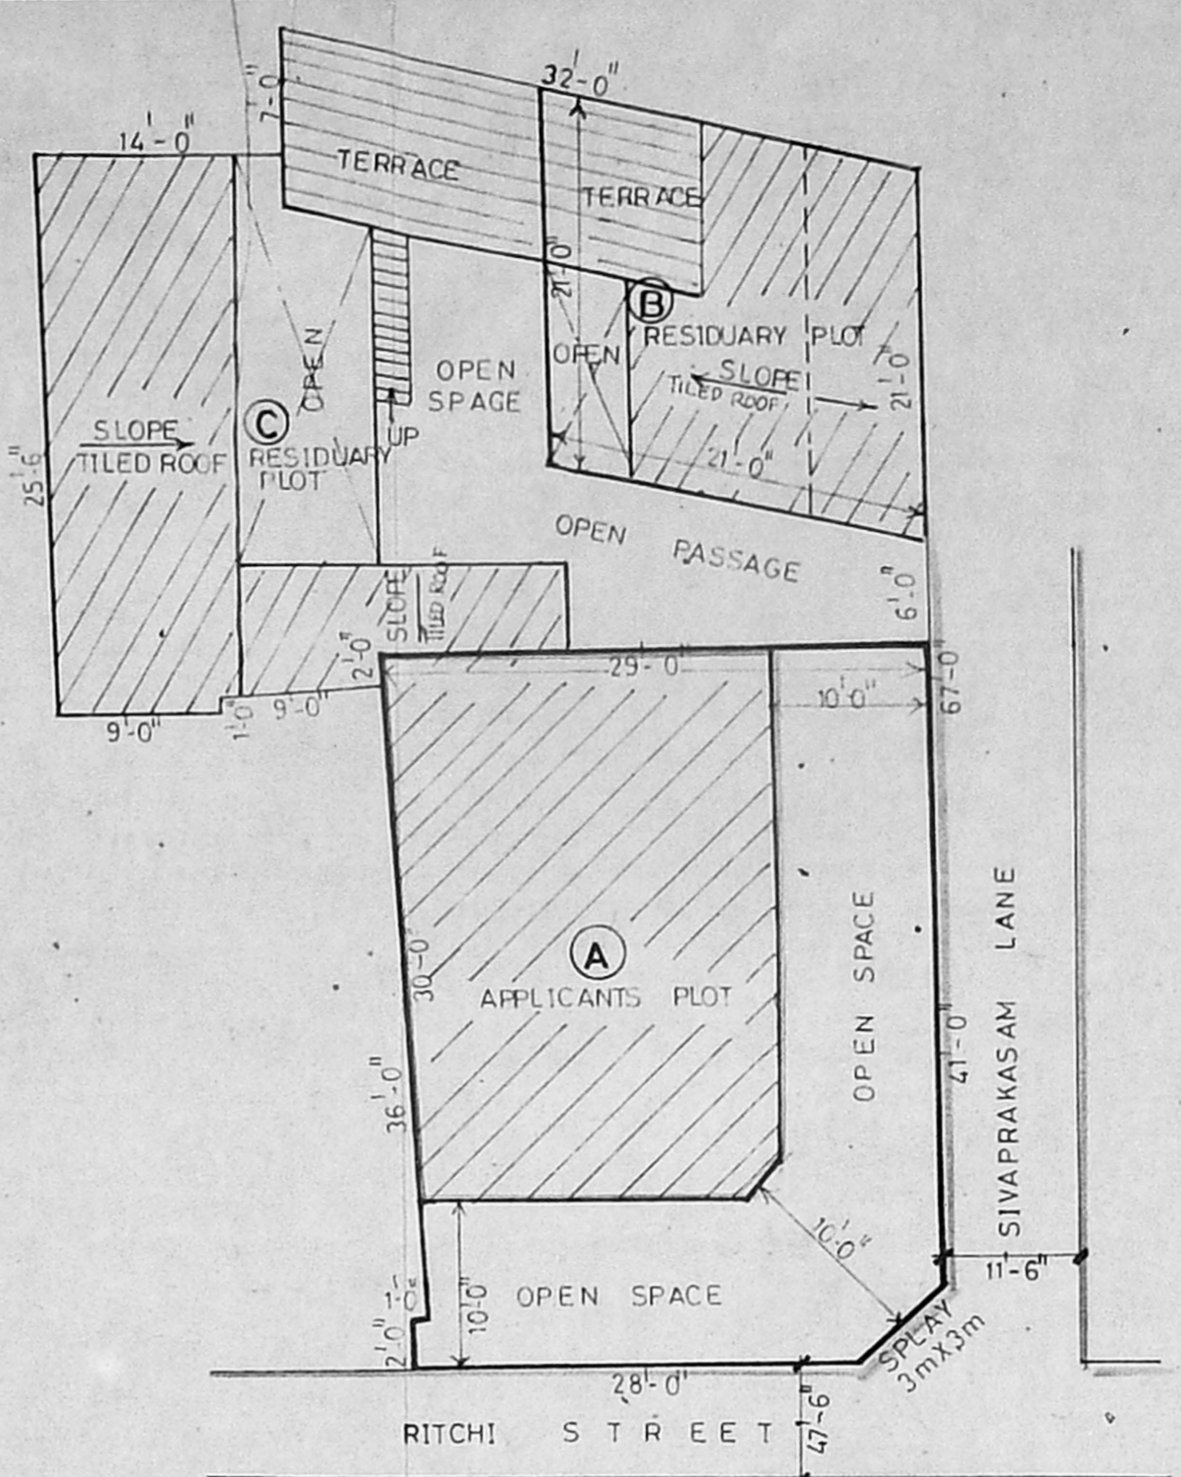 32'-0"
7'-0"
14'-0"
TERRACE
TERRACE
21'-0"
B
RESIDUARY PLOT
OPEN
OPEN
OPEN
SPACE
SLOPE
TILED ROOF
7'-0
21'-0"
C
SLOPE
TILED ROOF
RESIDUARY
PLOT
UP
21'-0"
25'-6"
OPEN PASSAGE
6'-0"
SLOPE
TILED ROOF
2'-0"
29'-0"
10'-0"
67'-0"
9'-0"
1'-0"
9'-0"
A
APPLICANTS PLOT
30'-0"
36'-0"
OPEN SPACE
41'-0"
SIVAPRAKASAM LANE
10'-0"
11'-6"
1'-0"
2'-0"
10'-0"
OPEN SPACE
SPLAY
3m X 3m
28'-0"
RITCHI STREET
47'-6"